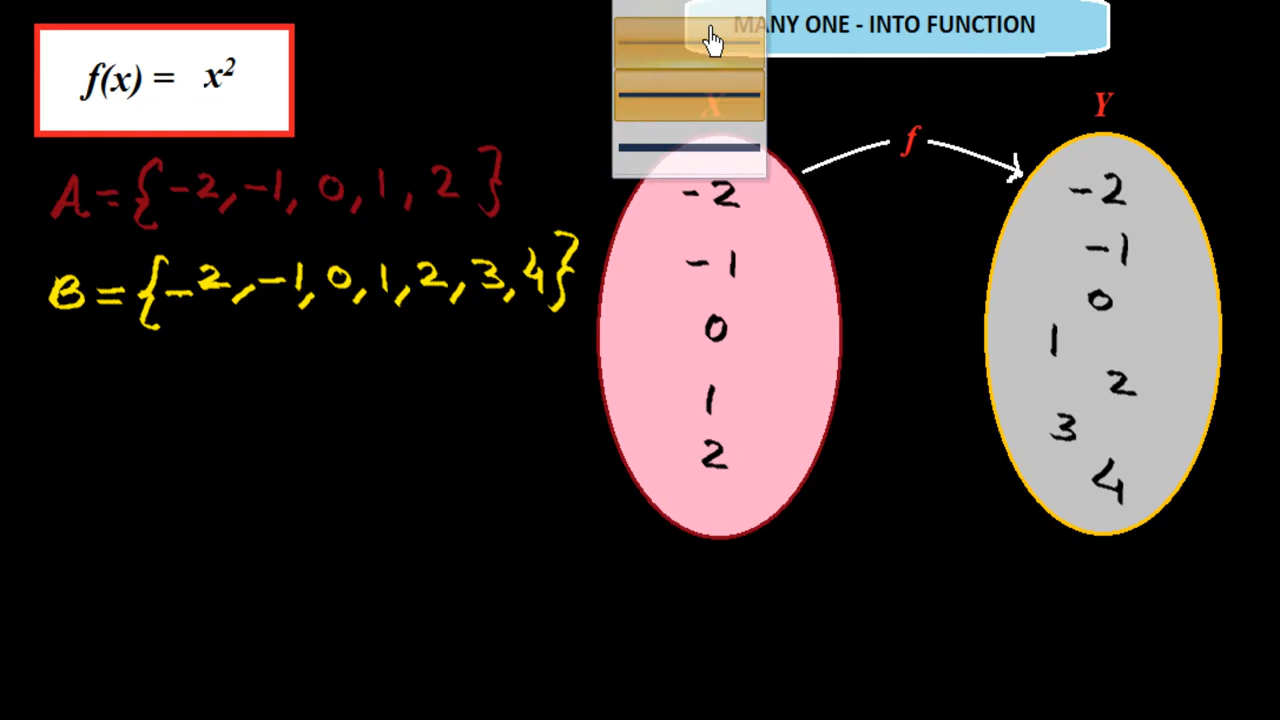 MANY ONE - INTO FUNCTION
f(x) = x²
X
Y
f
A = {-2, -1, 0, 1, 2}
B = {-2, -1, 0, 1, 2, 3, 4}
-2
-1
0
1
2
-2
-1
0
1
2
3
4